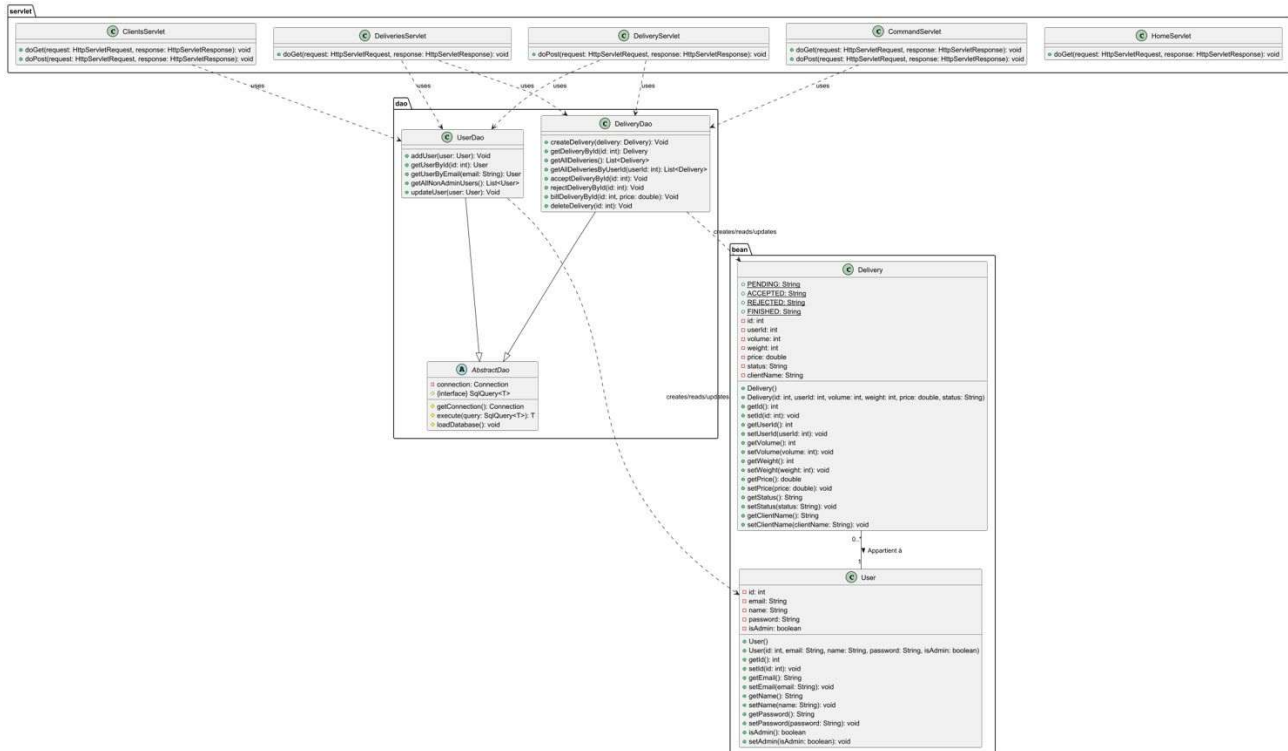 servlet
C ClientsServlet
doGet(request: HttpServletRequest, response: HttpServletResponse): void
doPost(request: HttpServletRequest, response: HttpServletResponse): void
C DeliveriesServlet
doGet(request: HttpServletRequest, response: HttpServletResponse): void
C DeliveryServlet
doPost(request: HttpServletRequest, response: HttpServletResponse): void
C CommandServlet
doGet(request: HttpServletRequest, response: HttpServletResponse): void
doPost(request: HttpServletRequest, response: HttpServletResponse): void
C HomeServlet
doGet(request: HttpServletRequest, response: HttpServletResponse): void
uses
uses
uses
uses
uses
uses
dao
C UserDao
addUser(user: User): Void
getUserById(id: int): User
getUserByEmail(email: String): User
getAllNonAdminUsers(): List<User>
updateUser(user: User): Void
C DeliveryDao
createDelivery(delivery: Delivery): Void
getDeliveryById(id: int): Delivery
getAllDeliveries(): List<Delivery>
getAllDeliveriesByUserId(userId: int): List<Delivery>
acceptDeliveryById(id: int): Void
rejectDeliveryById(id: int): Void
billDeliveryById(id: int, price: double): Void
deleteDelivery(id: int): Void
creates/reads/updates
A AbstractDao
connection: Connection
{interface} SqlQuery<T>
getConnection(): Connection
execute(query: SqlQuery<T>): T
loadDatabase(): void
creates/reads/updates
bean
C Delivery
PENDING: String
ACCEPTED: String
REJECTED: String
FINISHED: String
id: int
userId: int
volume: int
weight: int
price: double
status: String
clientName: String
Delivery()
Delivery(id: int, userId: int, volume: int, weight: int, price: double, status: String)
getId(): int
setId(id: int): void
getUserId(): int
setUserId(userId: int): void
getVolume(): int
setVolume(volume: int): void
getWeight(): int
setWeight(weight: int): void
getPrice(): double
setPrice(price: double): void
getStatus(): String
setStatus(status: String): void
getClientName(): String
setClientName(clientName: String): void
0..*
Appartient à
1
C User
id: int
email: String
name: String
password: String
isAdmin: boolean
User()
User(id: int, email: String, name: String, password: String, isAdmin: boolean)
getId(): int
setId(id: int): void
getEmail(): String
setEmail(email: String): void
getName(): String
setName(name: String): void
getPassword(): String
setPassword(password: String): void
isAdmin(): boolean
setAdmin(isAdmin: boolean): void